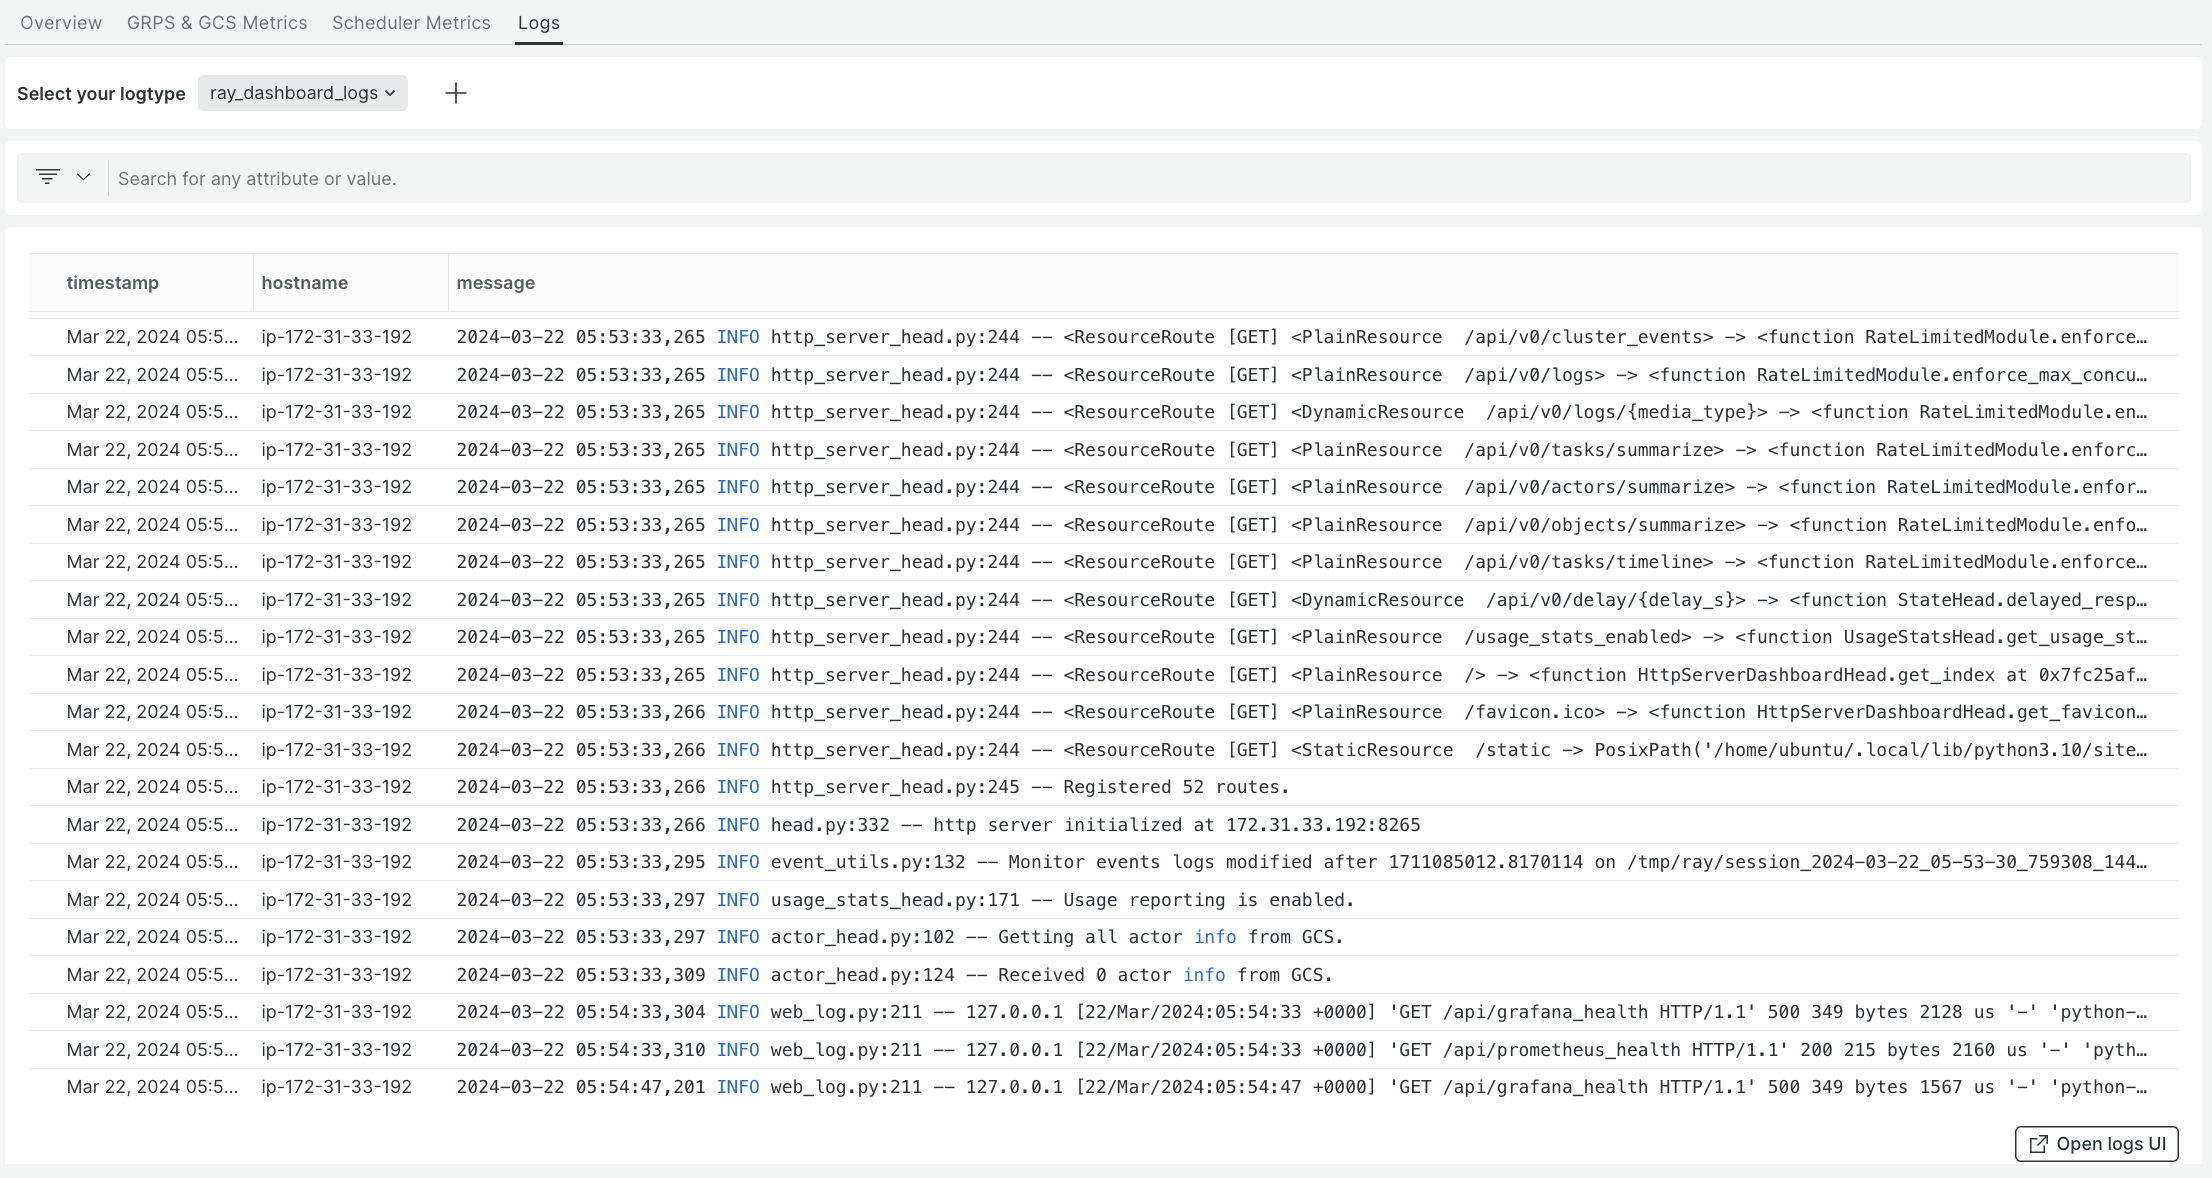 Overview GRPS & GCS Metrics Scheduler Metrics Logs
Select your logtype ray_dashboard_logs
Search for any attribute or value.
timestamp hostname message
Mar 22, 2024 05:5... ip-172-31-33-192 2024-03-22 05:53:33,265 INFO http_server_head.py:244 -- <ResourceRoute [GET] <PlainResource  /api/v0/cluster_events> -> <function RateLimitedModule.enforce…
Mar 22, 2024 05:5... ip-172-31-33-192 2024-03-22 05:53:33,265 INFO http_server_head.py:244 -- <ResourceRoute [GET] <PlainResource  /api/v0/logs> -> <function RateLimitedModule.enforce_max_concu…
Mar 22, 2024 05:5... ip-172-31-33-192 2024-03-22 05:53:33,265 INFO http_server_head.py:244 -- <ResourceRoute [GET] <DynamicResource  /api/v0/logs/{media_type}> -> <function RateLimitedModule.en…
Mar 22, 2024 05:5... ip-172-31-33-192 2024-03-22 05:53:33,265 INFO http_server_head.py:244 -- <ResourceRoute [GET] <PlainResource  /api/v0/tasks/summarize> -> <function RateLimitedModule.enforc…
Mar 22, 2024 05:5... ip-172-31-33-192 2024-03-22 05:53:33,265 INFO http_server_head.py:244 -- <ResourceRoute [GET] <PlainResource  /api/v0/actors/summarize> -> <function RateLimitedModule.enfor…
Mar 22, 2024 05:5... ip-172-31-33-192 2024-03-22 05:53:33,265 INFO http_server_head.py:244 -- <ResourceRoute [GET] <PlainResource  /api/v0/objects/summarize> -> <function RateLimitedModule.enfo…
Mar 22, 2024 05:5... ip-172-31-33-192 2024-03-22 05:53:33,265 INFO http_server_head.py:244 -- <ResourceRoute [GET] <PlainResource  /api/v0/tasks/timeline> -> <function RateLimitedModule.enforce…
Mar 22, 2024 05:5... ip-172-31-33-192 2024-03-22 05:53:33,265 INFO http_server_head.py:244 -- <ResourceRoute [GET] <DynamicResource  /api/v0/delay/{delay_s}> -> <function StateHead.delayed_resp…
Mar 22, 2024 05:5... ip-172-31-33-192 2024-03-22 05:53:33,265 INFO http_server_head.py:244 -- <ResourceRoute [GET] <PlainResource  /usage_stats_enabled> -> <function UsageStatsHead.get_usage_st…
Mar 22, 2024 05:5... ip-172-31-33-192 2024-03-22 05:53:33,265 INFO http_server_head.py:244 -- <ResourceRoute [GET] <PlainResource  /> -> <function HttpServerDashboardHead.get_index at 0x7fc25af…
Mar 22, 2024 05:5... ip-172-31-33-192 2024-03-22 05:53:33,266 INFO http_server_head.py:244 -- <ResourceRoute [GET] <PlainResource  /favicon.ico> -> <function HttpServerDashboardHead.get_favicon…
Mar 22, 2024 05:5... ip-172-31-33-192 2024-03-22 05:53:33,266 INFO http_server_head.py:244 -- <ResourceRoute [GET] <StaticResource  /static -> PosixPath('/home/ubuntu/.local/lib/python3.10/site…
Mar 22, 2024 05:5... ip-172-31-33-192 2024-03-22 05:53:33,266 INFO http_server_head.py:245 -- Registered 52 routes.
Mar 22, 2024 05:5... ip-172-31-33-192 2024-03-22 05:53:33,266 INFO head.py:332 -- http server initialized at 172.31.33.192:8265
Mar 22, 2024 05:5... ip-172-31-33-192 2024-03-22 05:53:33,295 INFO event_utils.py:132 -- Monitor events logs modified after 1711085012.8170114 on /tmp/ray/session_2024-03-22_05-53-30_759308_144…
Mar 22, 2024 05:5... ip-172-31-33-192 2024-03-22 05:53:33,297 INFO usage_stats_head.py:171 -- Usage reporting is enabled.
Mar 22, 2024 05:5... ip-172-31-33-192 2024-03-22 05:53:33,297 INFO actor_head.py:102 -- Getting all actor info from GCS.
Mar 22, 2024 05:5... ip-172-31-33-192 2024-03-22 05:53:33,309 INFO actor_head.py:124 -- Received 0 actor info from GCS.
Mar 22, 2024 05:5... ip-172-31-33-192 2024-03-22 05:54:33,304 INFO web_log.py:211 -- 127.0.0.1 [22/Mar/2024:05:54:33 +0000] 'GET /api/grafana_health HTTP/1.1' 500 349 bytes 2128 us '-' 'python-…
Mar 22, 2024 05:5... ip-172-31-33-192 2024-03-22 05:54:33,310 INFO web_log.py:211 -- 127.0.0.1 [22/Mar/2024:05:54:33 +0000] 'GET /api/prometheus_health HTTP/1.1' 200 215 bytes 2160 us '-' 'pyth…
Mar 22, 2024 05:5... ip-172-31-33-192 2024-03-22 05:54:47,201 INFO web_log.py:211 -- 127.0.0.1 [22/Mar/2024:05:54:47 +0000] 'GET /api/grafana_health HTTP/1.1' 500 349 bytes 1567 us '-' 'python-…
Open logs UI